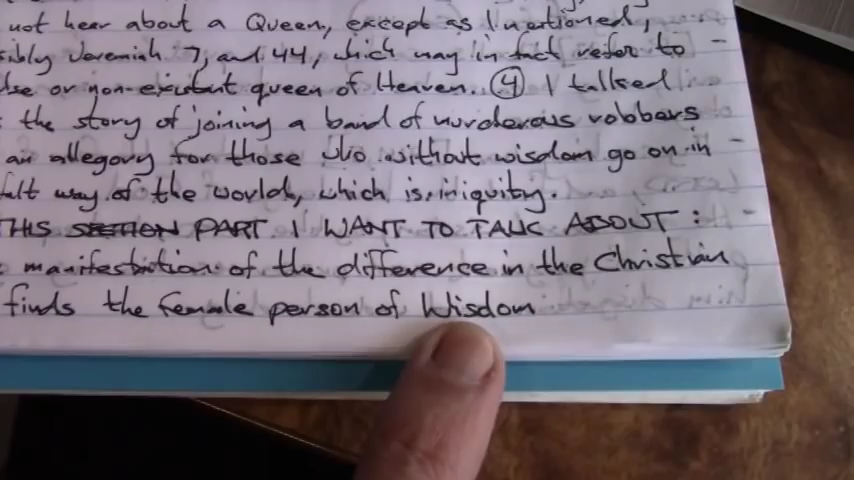 not hear about a Queen, except as I mentioned,
sibly Jeremiah 7, and 44, which may in fact refer to
lse or non-existent queen of Heaven. (4) I talked
the story of joining a band of murderous robbers
an allegory for those who without wisdom go on in
way of the world, which is iniquity.
THIS SECTION PART I WANT TO TALK ABOUT:
manifestation of the difference in the Christian
finds the female person of Wisdom